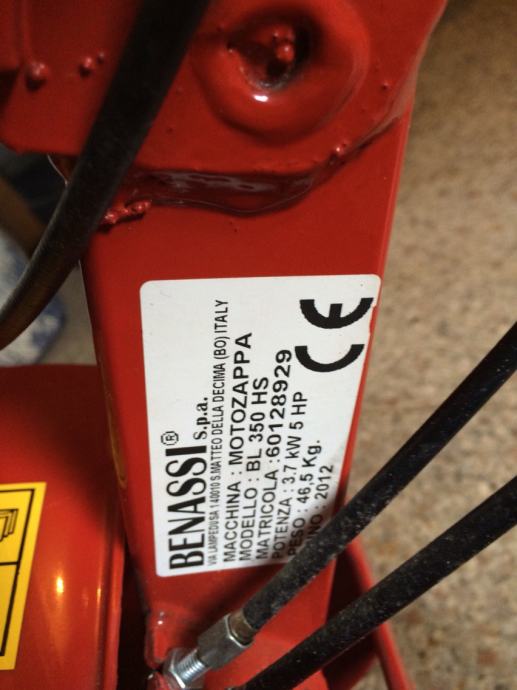 BENASSI® s.p.a.
VIA LAMPEDUSA 1 40010 S.MATTEO DELLA DECIMA (BO) ITALY
MACCHINA : MOTOZAPPA
MODELLO : BL 350 HS
MATRICOLA : 60128929
POTENZA : 3.7 kW 5 HP
PESO : 46,5 Kg.
2012
CE